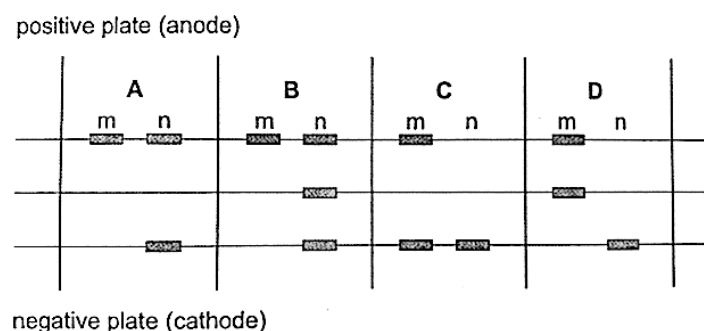 positive plate (anode)
A B C D
m n m n m n m n
negative plate (cathode)